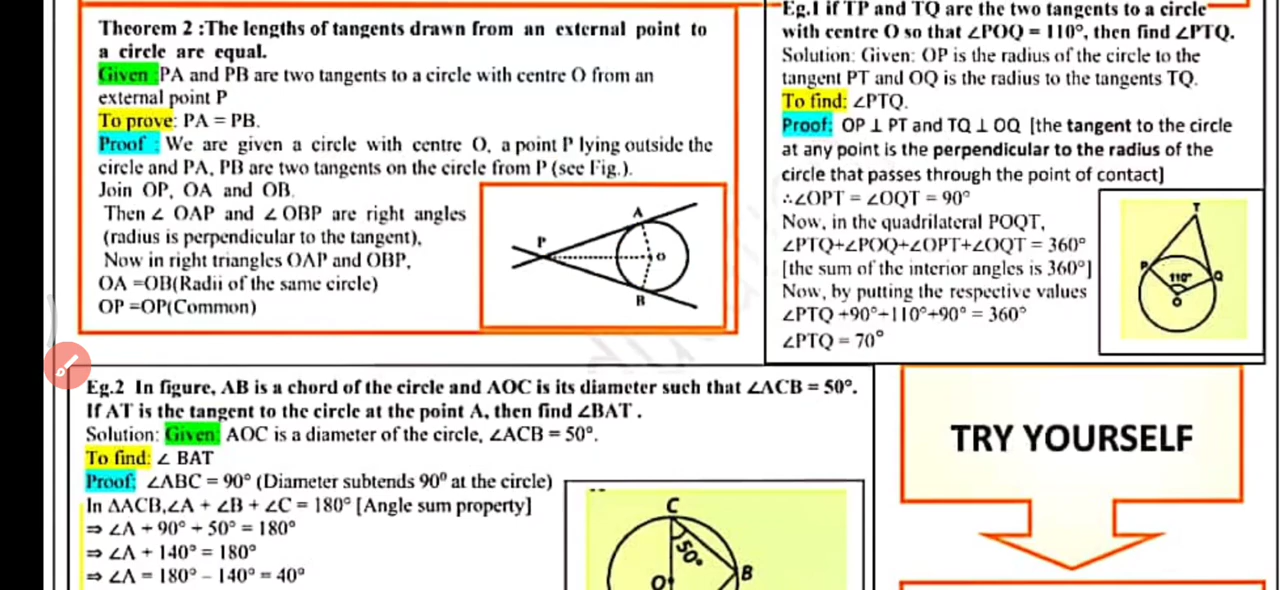 Theorem 2 :The lengths of tangents drawn from an external point to
a circle are equal.
Given :PA and PB are two tangents to a circle with centre O from an
external point P
To prove: PA = PB.
Proof : We are given a circle with centre O, a point P lying outside the
circle and PA, PB are two tangents on the circle from P (see Fig.).
Join OP, OA and OB.
Then ∠ OAP and ∠ OBP are right angles
(radius is perpendicular to the tangent),
Now in right triangles OAP and OBP,
OA =OB(Radii of the same circle)
OP =OP(Common)
A
P
O
B
Eg.1 if TP and TQ are the two tangents to a circle
with centre O so that ∠POQ = 110°, then find ∠PTQ.
Solution: Given: OP is the radius of the circle to the
tangent PT and OQ is the radius to the tangents TQ.
To find: ∠PTQ.
Proof: OP ⊥ PT and TQ ⊥ OQ [the tangent to the circle
at any point is the perpendicular to the radius of the
circle that passes through the point of contact]
∴∠OPT = ∠OQT = 90°
Now, in the quadrilateral POQT,
∠PTQ+∠POQ+∠OPT+∠OQT = 360°
[the sum of the interior angles is 360°]
Now, by putting the respective values
∠PTQ +90°+110°+90° = 360°
∠PTQ = 70°
T
P
110°
Q
O
Eg.2 In figure, AB is a chord of the circle and AOC is its diameter such that ∠ACB = 50°.
If AT is the tangent to the circle at the point A, then find ∠BAT .
Solution: Given: AOC is a diameter of the circle, ∠ACB = 50°.
To find: ∠ BAT
Proof: ∠ABC = 90° (Diameter subtends 90⁰ at the circle)
In ΔACB,∠A + ∠B + ∠C = 180° [Angle sum property]
⇒ ∠A + 90° + 50° = 180°
⇒ ∠A + 140° = 180°
⇒ ∠A = 180° – 140° = 40°
C
50°
B
O
TRY YOURSELF